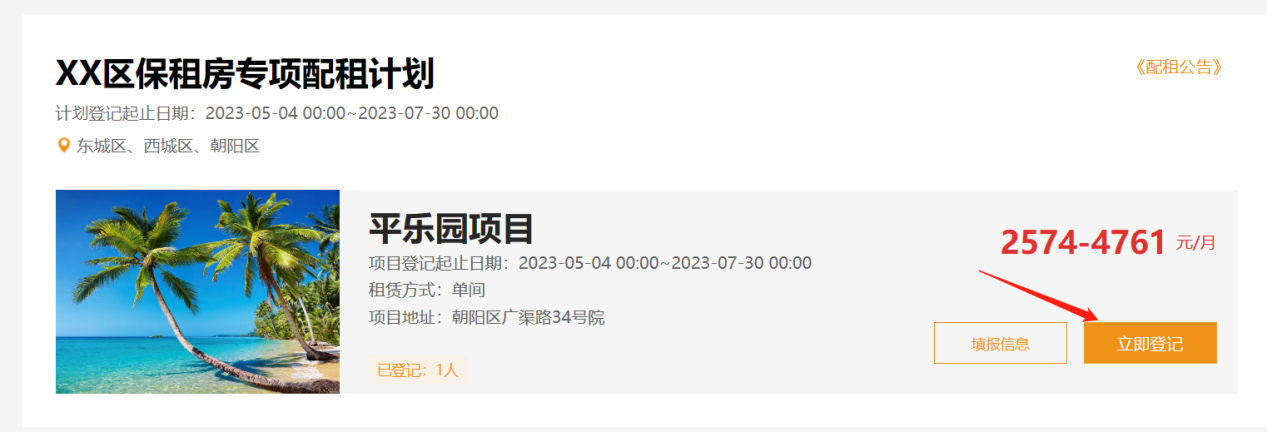 XX区保租房专项配租计划
《配租公告》
计划登记起止日期：2023-05-04 00:00~2023-07-30 00:00
东城区、西城区、朝阳区
平乐园项目
2574-4761 元/月
项目登记起止日期：2023-05-04 00:00~2023-07-30 00:00
租赁方式：单间
项目地址：朝阳区广渠路34号院
填报信息
立即登记
已登记：1人